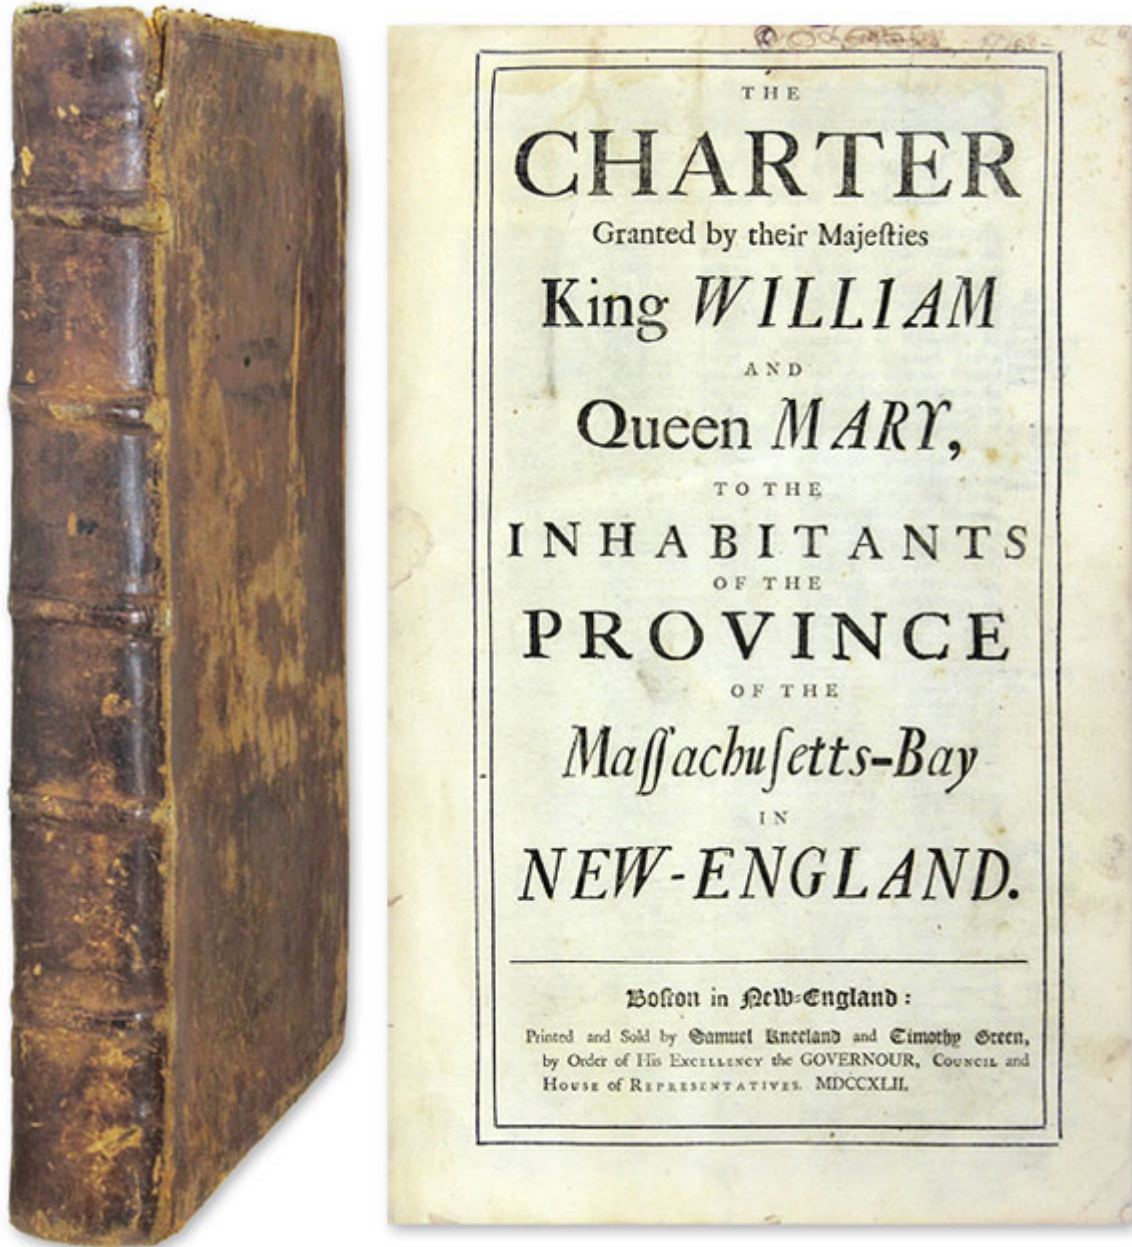 THE
CHARTER
Granted by their Majeſties
King WILLIAM
AND
Queen MARY,
TO THE
INHABITANTS
OF THE
PROVINCE
OF THE
Maſſachuſetts-Bay
IN
NEW-ENGLAND.
Boſton in New-England:
Printed and Sold by Samuel Kneeland and Timothy Green,
by Order of His EXCELLENCY the GOVERNOUR, COUNCIL and
HOUSE of REPRESENTATIVES. MDCCXLII.